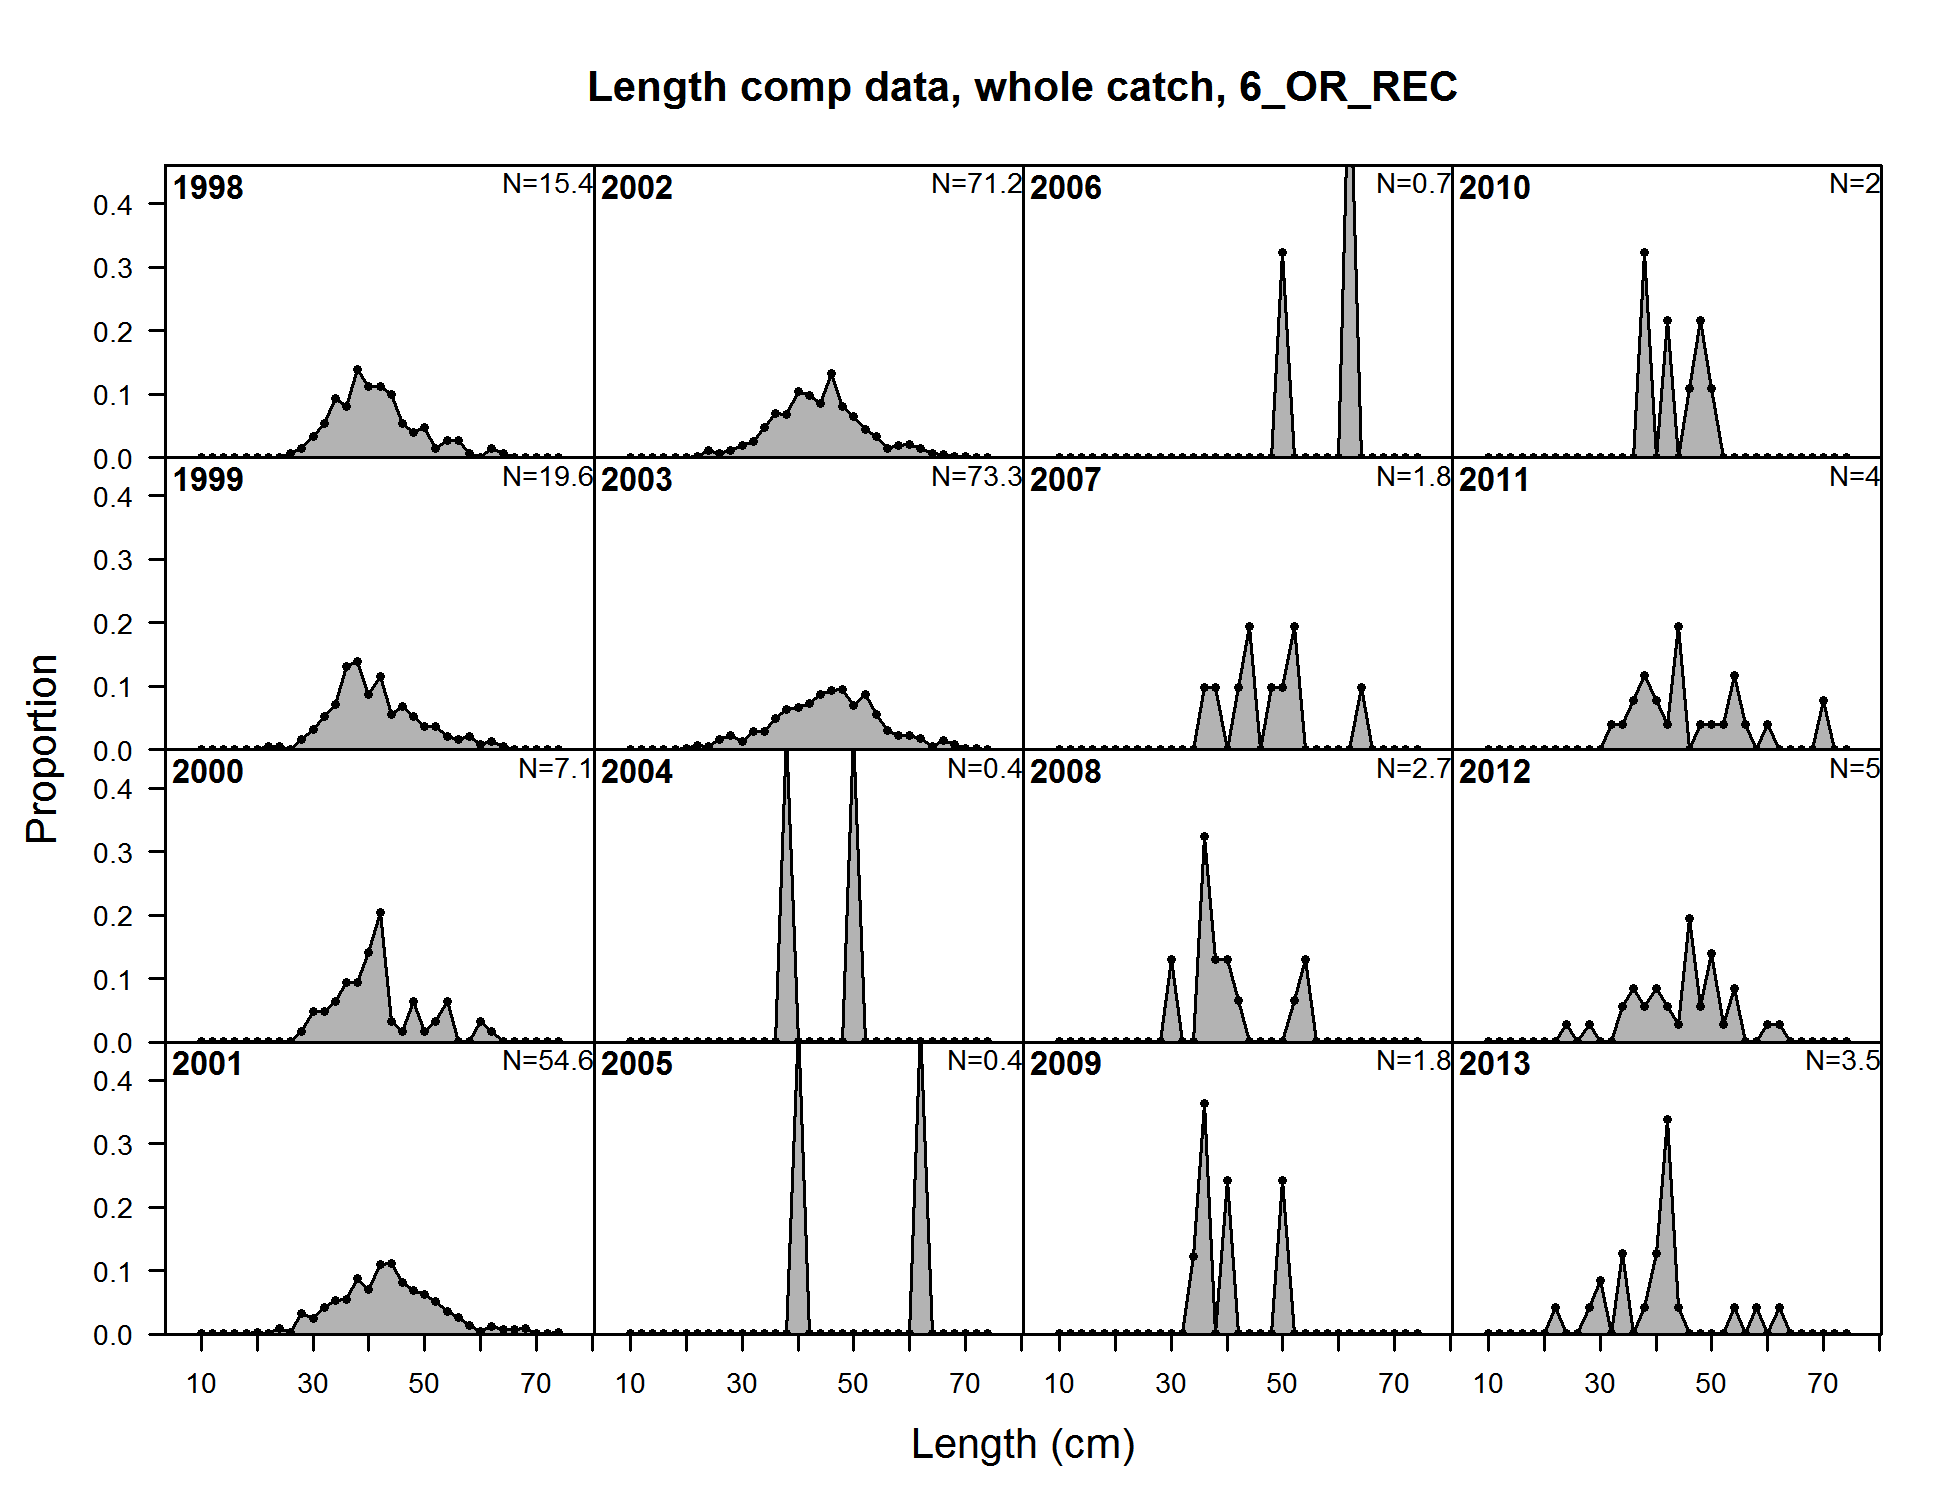 Length comp data, whole catch, 6_OR_REC
1998 N=15.4 2002 N=71.2 2006 N=0.7 2010 N=2
0.4
0.3
0.2
0.1
0.0
1999 N=19.6 2003 N=73.3 2007 N=1.8 2011 N=4
0.4
0.3
0.2
0.1
0.0
2000 N=7.1 2004 N=0.4 2008 N=2.7 2012 N=5
0.4
0.3
0.2
0.1
0.0
2001 N=54.6 2005 N=0.4 2009 N=1.8 2013 N=3.5
0.4
0.3
0.2
0.1
0.0
10 30 50 70 10 30 50 70 10 30 50 70 10 30 50 70
Length (cm)
Proportion